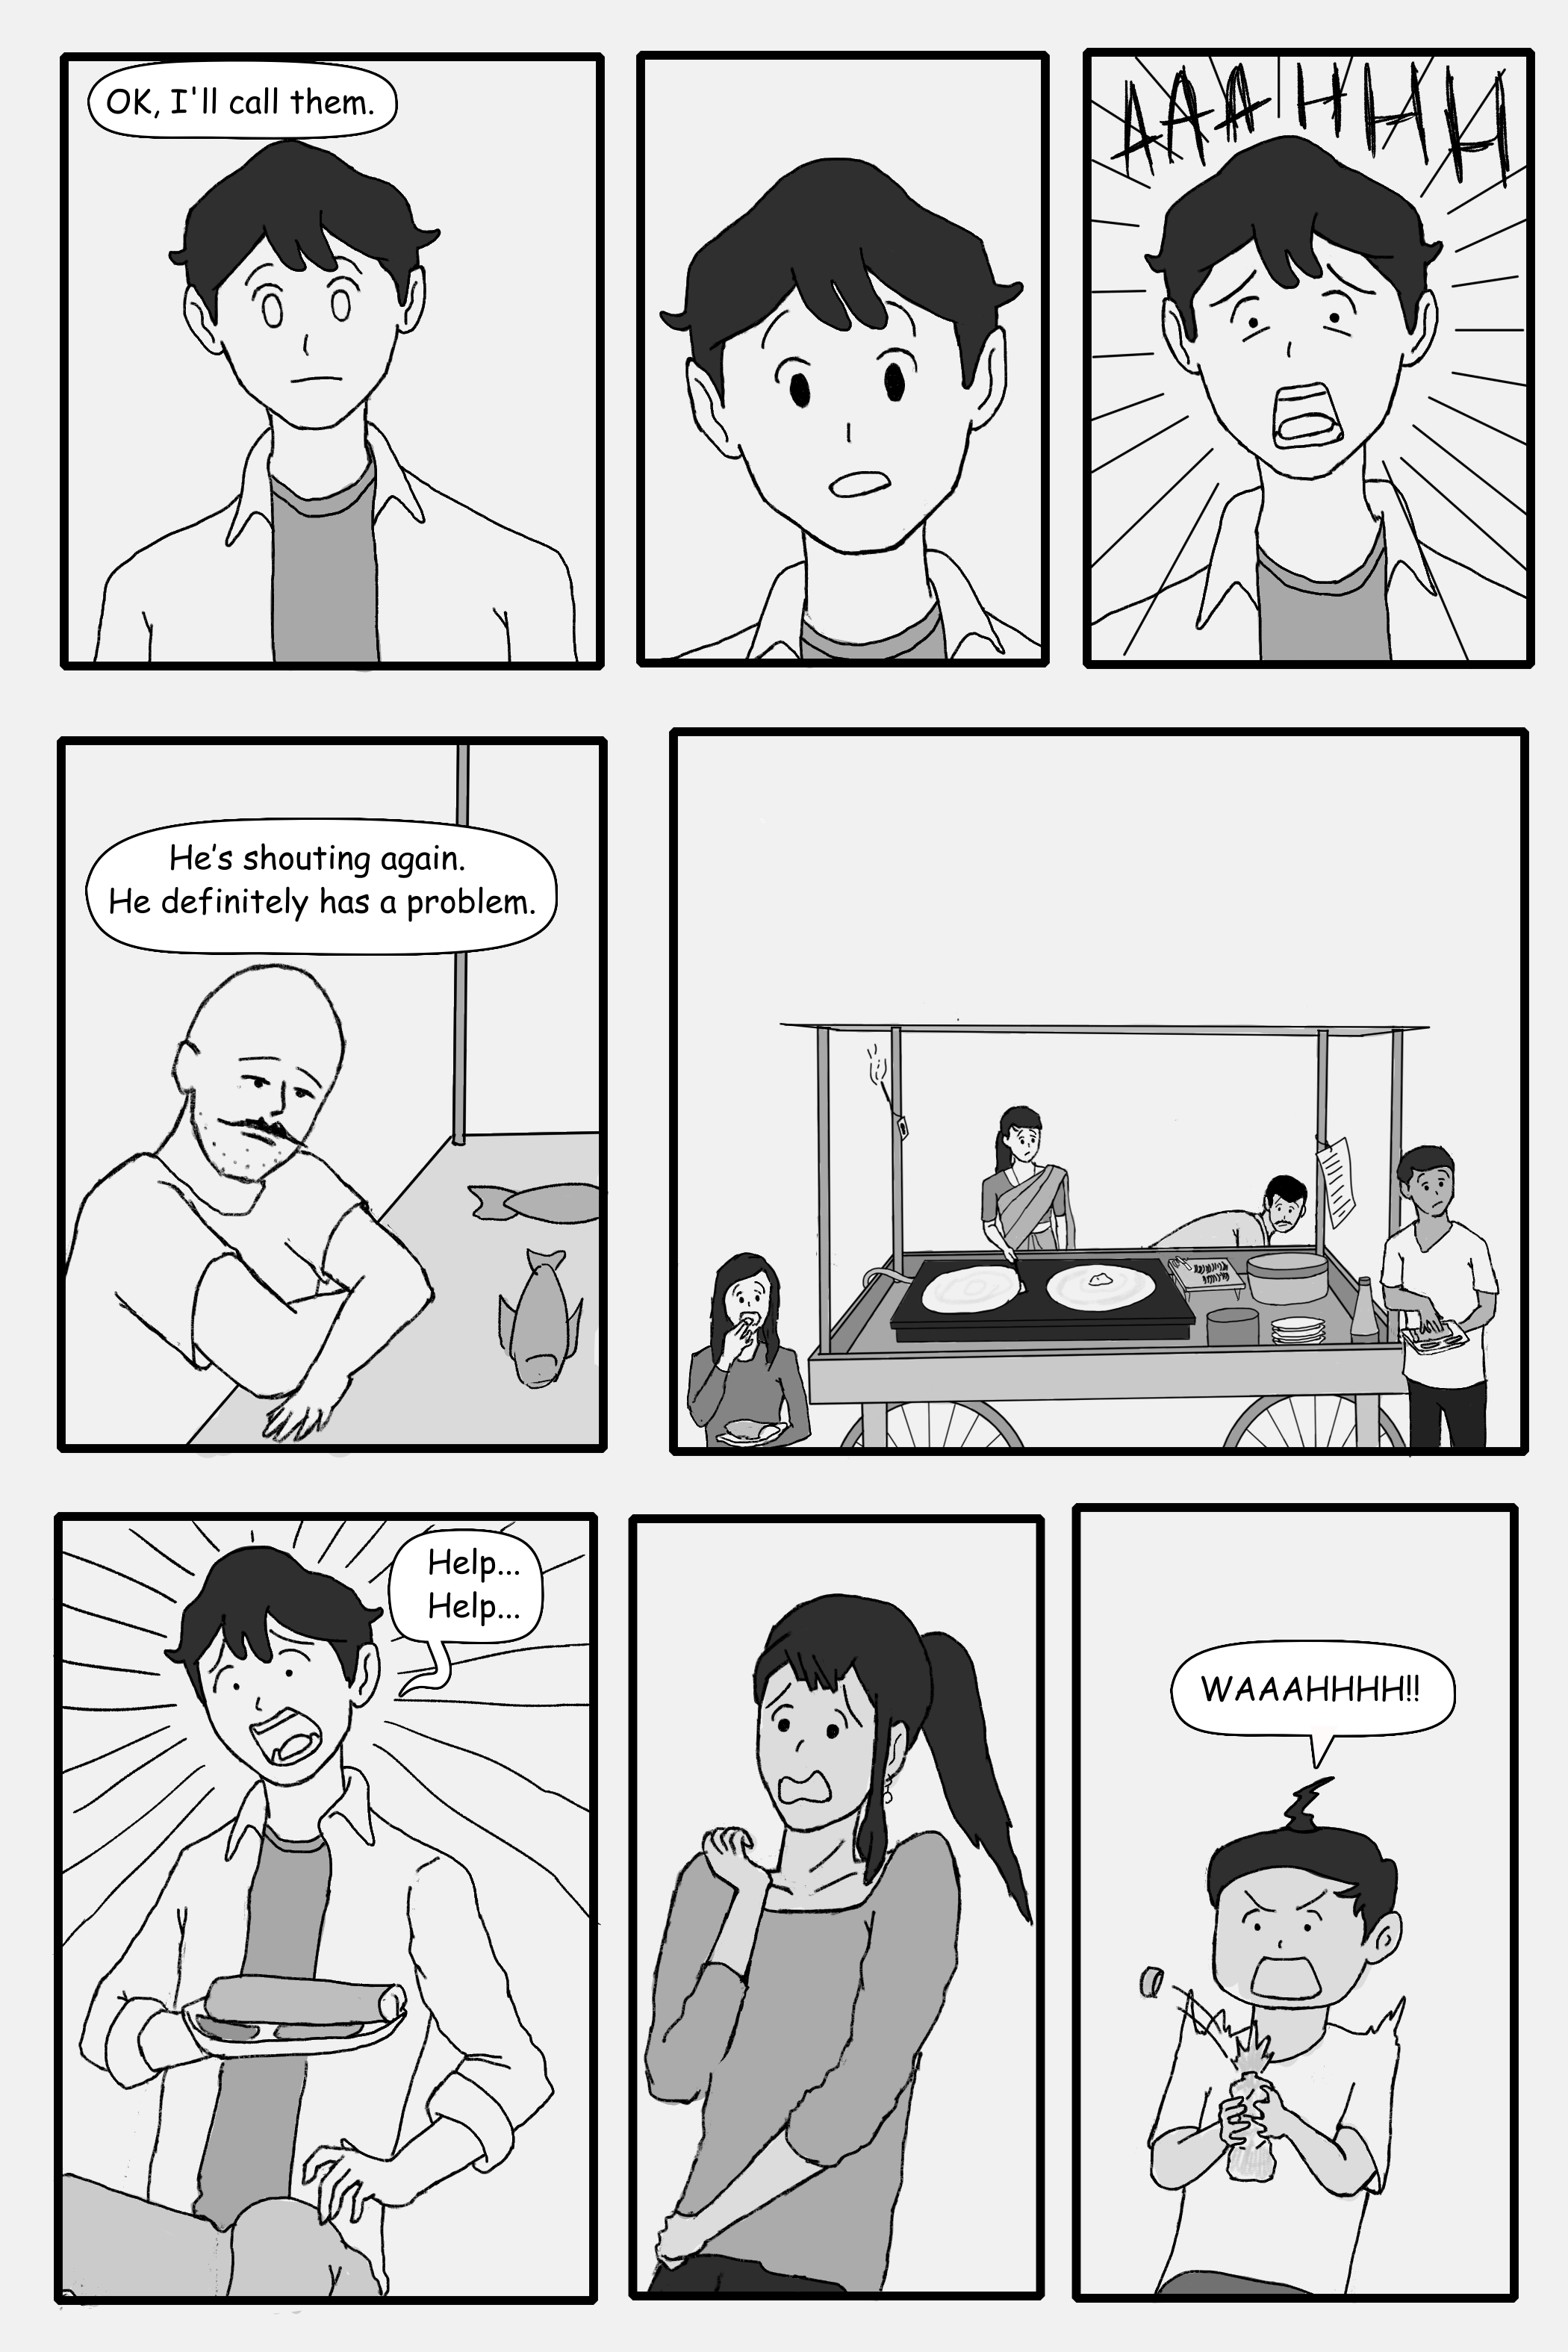 OK, I'll call them.
AAAHHHH
He's shouting again.
He definitely has a problem.
Help...
Help...
WAAAHHHH!!